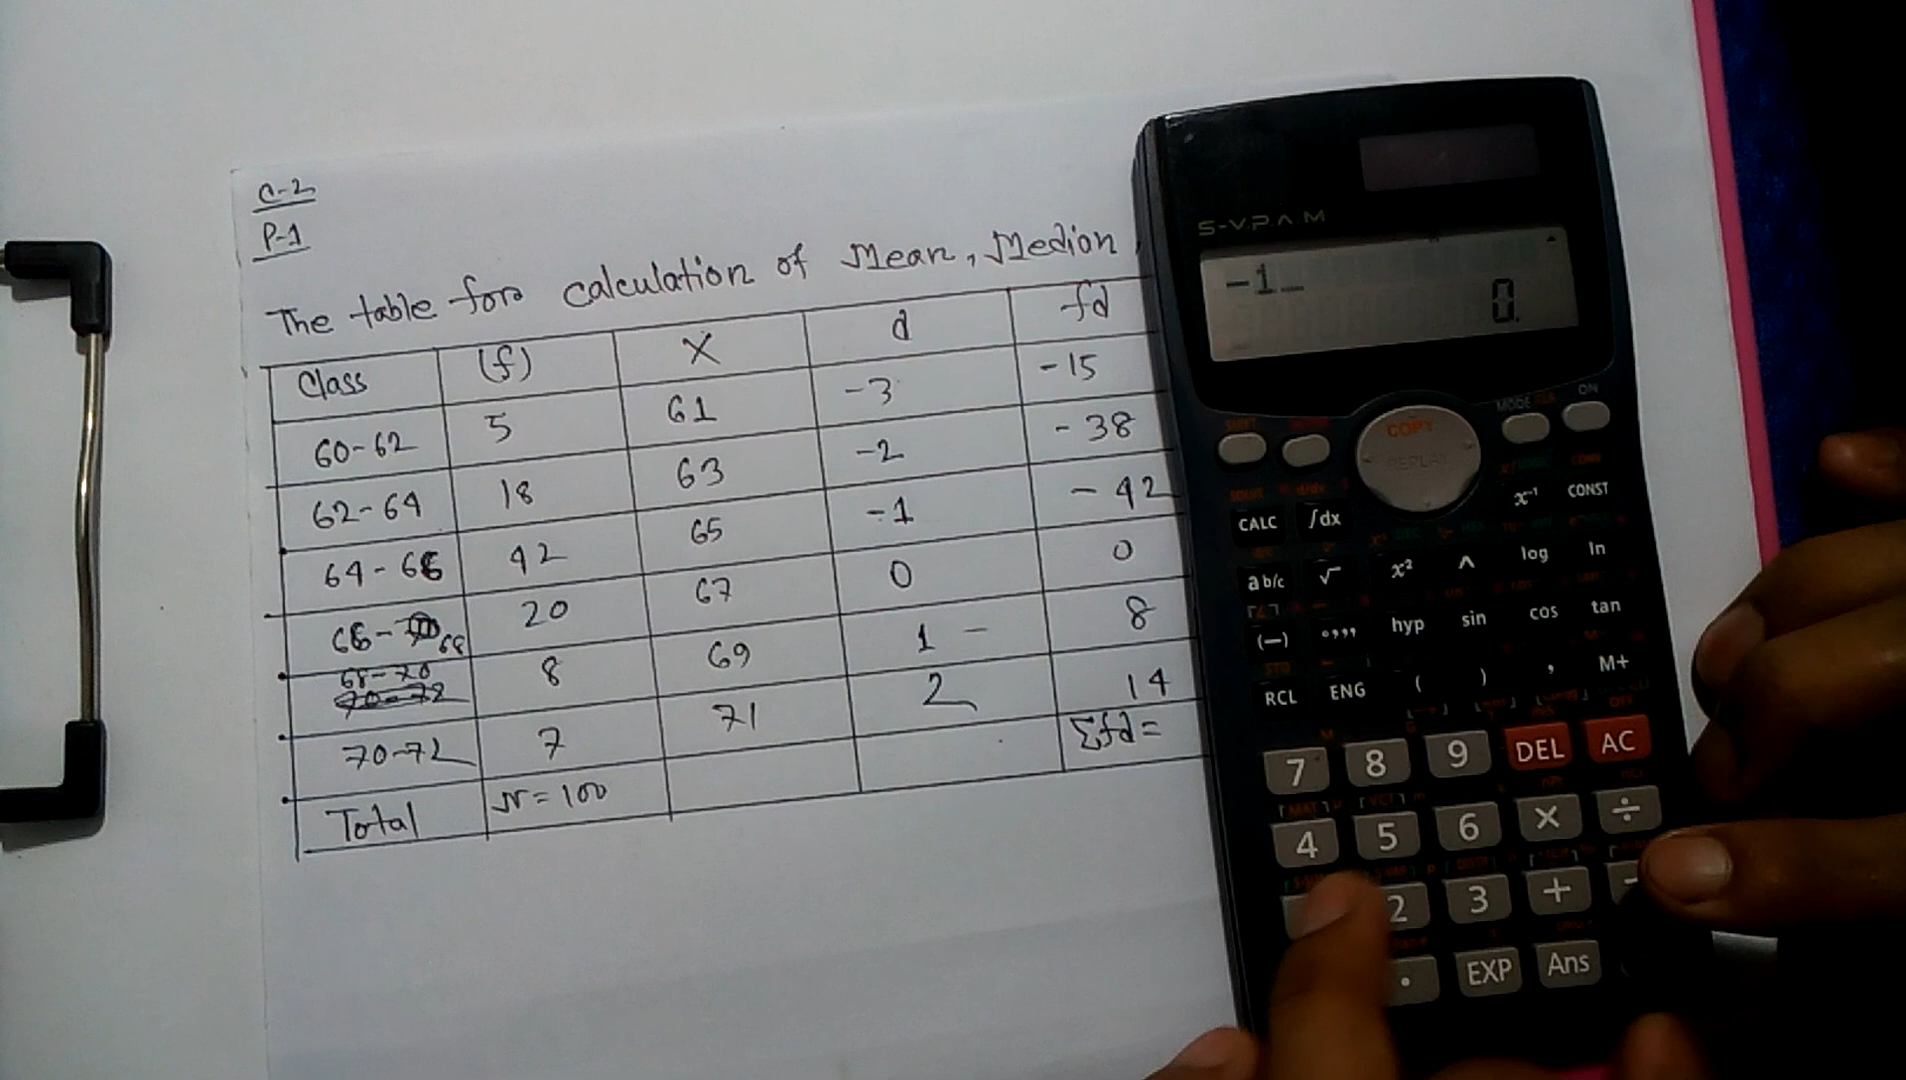 C-2
P-1
The table for calculation of Mean, Median
Class (f) X d fd
60-62 5 61 -3 -15
62-64 18 63 -2 -38
64-66 42 65 -1 -42
66-68 20 67 0 0
68-70 8 69 1 - 8
70-72
70-72 7 71 2 14
Total N=100 Σfd=
S-V.P.A.M
-1_
0.
COPY
REPLAY
MODE CLR ON
CALC ∫dx x⁻¹ CONST
a b/c √ x² ^ log ln
(−) °,,, hyp sin cos tan
RCL ENG ( ) , M+
7 8 9 DEL AC
4 5 6 × ÷
2 3 + -
• EXP Ans